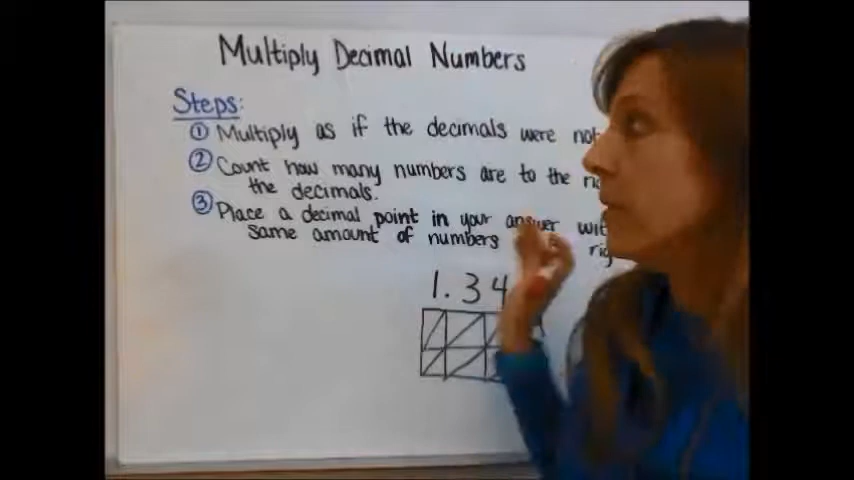 Multiply Decimal Numbers
Steps:
① Multiply as if the decimals were not
② Count how many numbers are to the
the decimals.
③ Place a decimal point in your answer
same amount of numbers
1.34